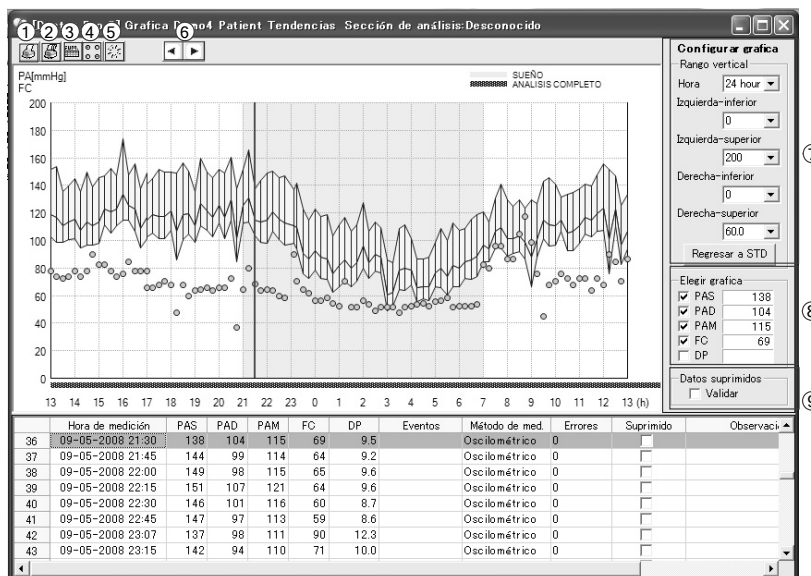 Grafica Demo4 Patient Tendencias Sección de análisis:Desconocido
① ② ③ ④ ⑤ ⑥
PA[mmHg]
FC
SUEÑO
ANALISIS COMPLETO
200
180
160
140
120
100
80
60
40
20
0
13 14 15 16 17 18 19 20 21 22 23 0 1 2 3 4 5 6 7 8 9 10 11 12 13 (h)
Configurar grafica
Rango vertical
Hora 24 hour
Izquierda-inferior
0
Izquierda-superior
200
Derecha-inferior
0
Derecha-superior
60.0
Regresar a STD
⑦
Elegir grafica
PAS 138
PAD 104
PAM 115
FC 69
DP
⑧
Datos suprimidos
Validar
⑨
Hora de medición PAS PAD PAM FC DP Eventos Método de med. Errores Suprimido Observaci
36 09-05-2008 21:30 138 104 115 69 9.5 Oscilométrico 0
37 09-05-2008 21:45 144 99 114 64 9.2 Oscilométrico 0
38 09-05-2008 22:00 149 98 115 65 9.6 Oscilométrico 0
39 09-05-2008 22:15 151 107 121 64 9.6 Oscilométrico 0
40 09-05-2008 22:30 146 101 116 60 8.7 Oscilométrico 0
41 09-05-2008 22:45 147 97 113 59 8.6 Oscilométrico 0
42 09-05-2008 23:07 137 98 111 90 12.3 Oscilométrico 0
43 09-05-2008 23:15 142 94 110 71 10.0 Oscilométrico 0